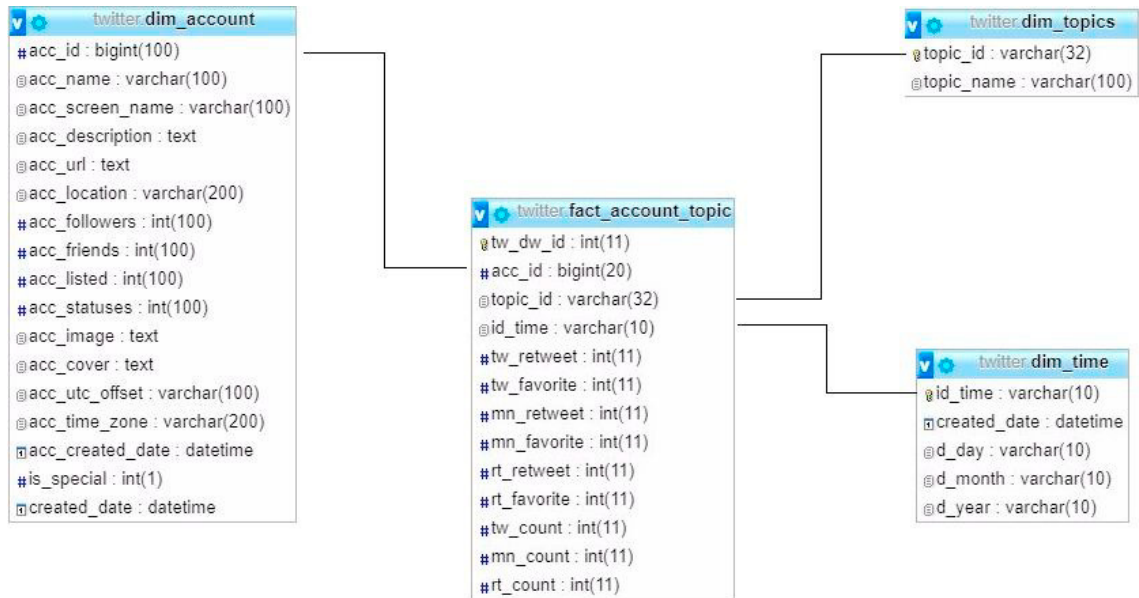 twitter.dim_account
acc_id : bigint(100)
acc_name : varchar(100)
acc_screen_name : varchar(100)
acc_description : text
acc_url : text
acc_location : varchar(200)
acc_followers : int(100)
acc_friends : int(100)
acc_listed : int(100)
acc_statuses : int(100)
acc_image : text
acc_cover : text
acc_utc_offset : varchar(100)
acc_time_zone : varchar(200)
acc_created_date : datetime
is_special : int(1)
created_date : datetime
twitter.fact_account_topic
tw_dw_id : int(11)
acc_id : bigint(20)
topic_id : varchar(32)
id_time : varchar(10)
tw_retweet : int(11)
tw_favorite : int(11)
mn_retweet : int(11)
mn_favorite : int(11)
rt_retweet : int(11)
rt_favorite : int(11)
tw_count : int(11)
mn_count : int(11)
rt_count : int(11)
twitter.dim_topics
topic_id : varchar(32)
topic_name : varchar(100)
twitter.dim_time
id_time : varchar(10)
created_date : datetime
d_day : varchar(10)
d_month : varchar(10)
d_year : varchar(10)